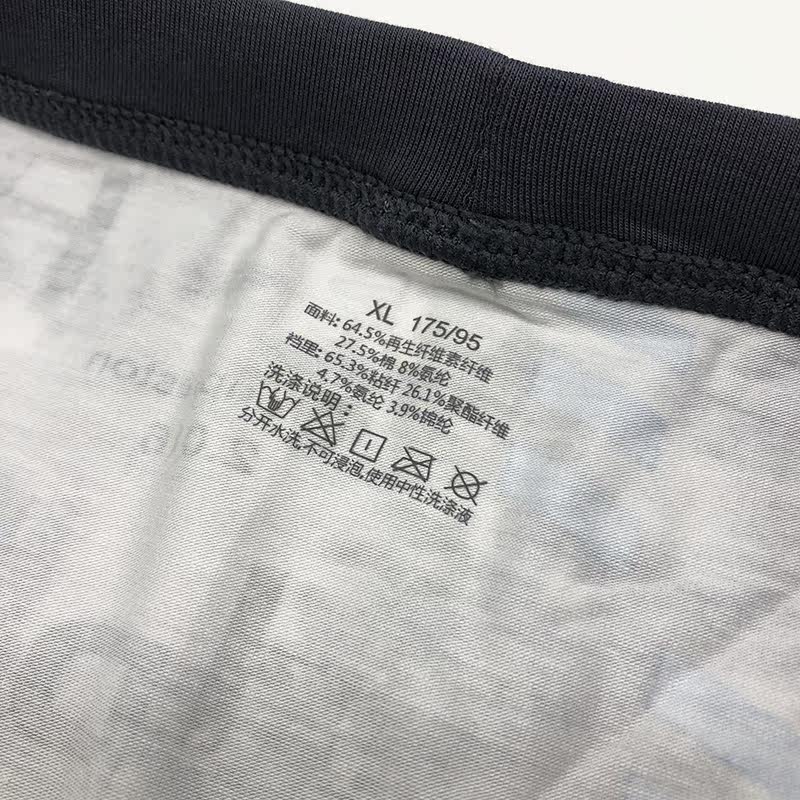 XL 175/95
面料: 64.5%再生纤维素纤维
27.5%棉 8%氨纶
裆里: 65.3%粘纤 26.1%聚酯纤维
4.7%氨纶 3.9%棉纶
洗涤说明：
分开水洗,不可浸泡,使用中性洗涤液